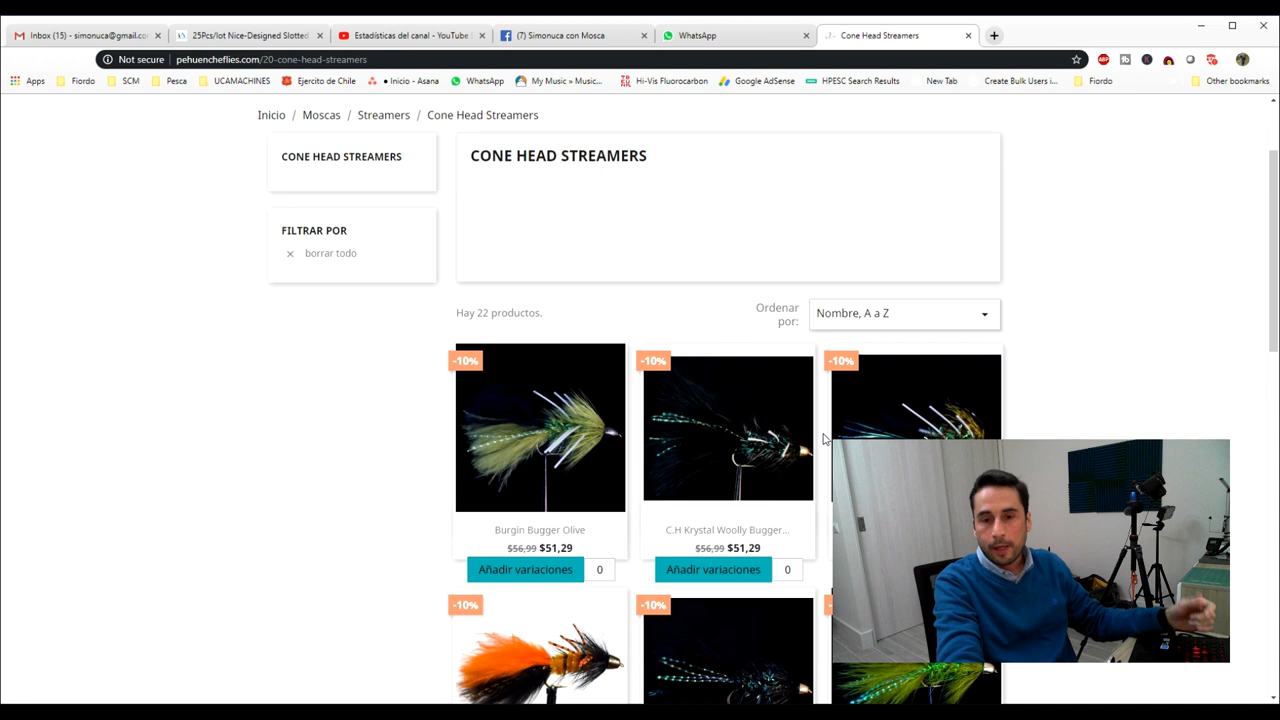 Inbox (15) - simonuca@gmail.co
25Pcs/lot Nice-Designed Slotted
Estadísticas del canal - YouTube S
(7) Simonuca con Mosca
WhatsApp
Cone Head Streamers
Not secure
pehuencheflies.com/20-cone-head-streamers
Apps
Fiordo
SCM
Pesca
UCAMACHINES
Ejercito de Chile
• Inicio - Asana
WhatsApp
My Music » Music...
Hi-Vis Fluorocarbon
Google AdSense
HPESC Search Results
New Tab
Create Bulk Users i...
Fiordo
Other bookmarks
Inicio / Moscas / Streamers / Cone Head Streamers
CONE HEAD STREAMERS
CONE HEAD STREAMERS
FILTRAR POR
borrar todo
Hay 22 productos.
Ordenar
por:
Nombre, A a Z
-10%
-10%
-10%
Burgin Bugger Olive
C.H Krystal Woolly Bugger...
$56,99 $51,29
$56,99 $51,29
Añadir variaciones
0
Añadir variaciones
0
-10%
-10%